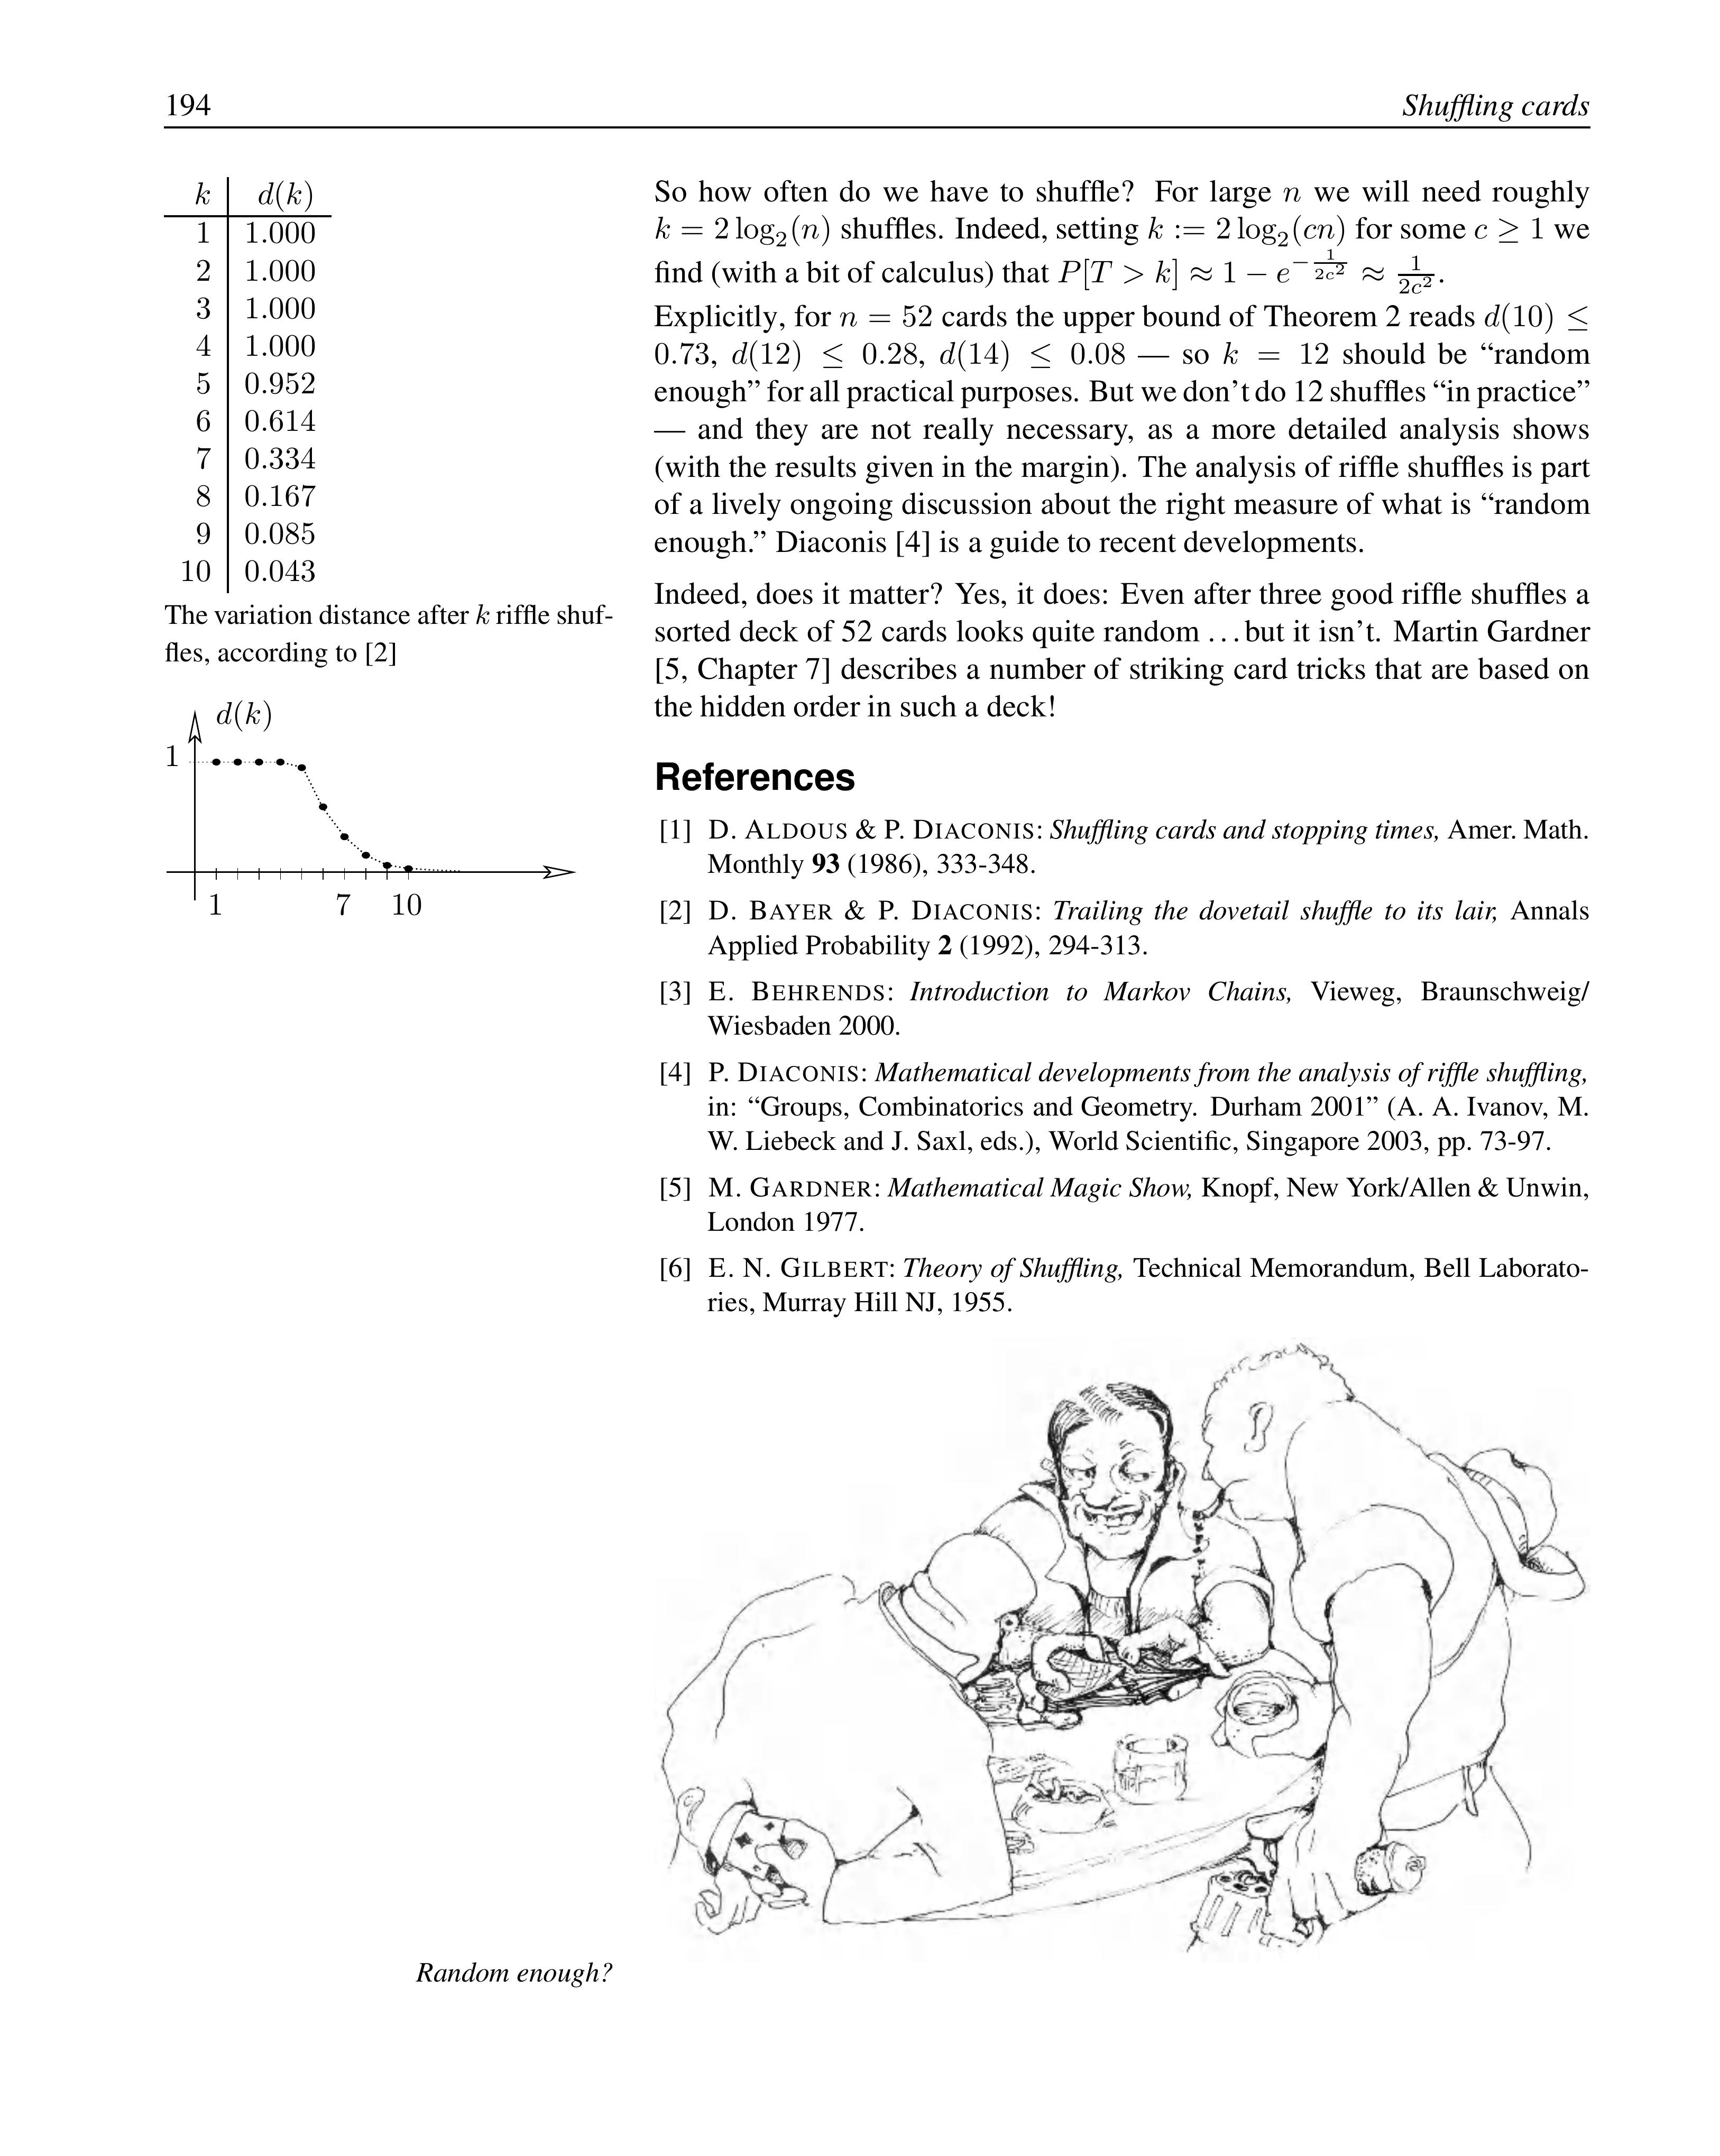 194
Shuffling cards
k d(k)
1 1.000
2 1.000
3 1.000
4 1.000
5 0.952
6 0.614
7 0.334
8 0.167
9 0.085
10 0.043
The variation distance after k riffle shuf-
fles, according to [2]
d(k)
1
1 7 10
So how often do we have to shuffle? For large n we will need roughly
k = 2 log₂(n) shuffles. Indeed, setting k := 2 log₂(cn) for some c ≥ 1 we
find (with a bit of calculus) that P[T > k] ≈ 1 − e^{−1/(2c²)} ≈ 1/(2c²).
Explicitly, for n = 52 cards the upper bound of Theorem 2 reads d(10) ≤
0.73, d(12) ≤ 0.28, d(14) ≤ 0.08 — so k = 12 should be “random
enough” for all practical purposes. But we don’t do 12 shuffles “in practice”
— and they are not really necessary, as a more detailed analysis shows
(with the results given in the margin). The analysis of riffle shuffles is part
of a lively ongoing discussion about the right measure of what is “random
enough.” Diaconis [4] is a guide to recent developments.
Indeed, does it matter? Yes, it does: Even after three good riffle shuffles a
sorted deck of 52 cards looks quite random ... but it isn’t. Martin Gardner
[5, Chapter 7] describes a number of striking card tricks that are based on
the hidden order in such a deck!
References
[1] D. ALDOUS & P. DIACONIS: Shuffling cards and stopping times, Amer. Math.
Monthly 93 (1986), 333-348.
[2] D. BAYER & P. DIACONIS: Trailing the dovetail shuffle to its lair, Annals
Applied Probability 2 (1992), 294-313.
[3] E. BEHRENDS: Introduction to Markov Chains, Vieweg, Braunschweig/
Wiesbaden 2000.
[4] P. DIACONIS: Mathematical developments from the analysis of riffle shuffling,
in: “Groups, Combinatorics and Geometry. Durham 2001” (A. A. Ivanov, M.
W. Liebeck and J. Saxl, eds.), World Scientific, Singapore 2003, pp. 73-97.
[5] M. GARDNER: Mathematical Magic Show, Knopf, New York/Allen & Unwin,
London 1977.
[6] E. N. GILBERT: Theory of Shuffling, Technical Memorandum, Bell Laborato-
ries, Murray Hill NJ, 1955.
Random enough?